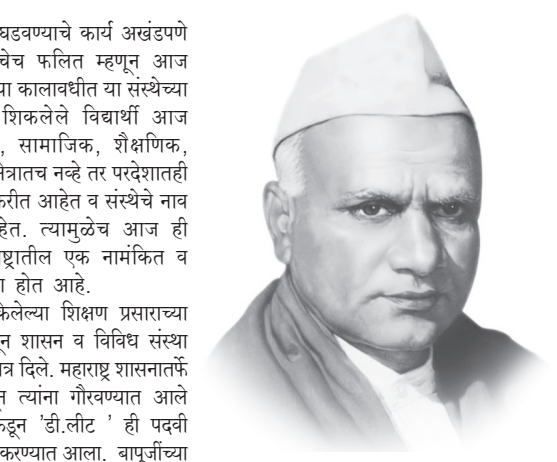 घडवण्याचे कार्य अखंडपणे
चेच फलित म्हणून आज
या कालावधीत या संस्थेच्या
शिकलेले विद्यार्थी आज
, सामाजिक, शैक्षणिक,
क्षेत्रातच नव्हे तर परदेशातही
करीत आहेत व संस्थेचे नाव
हेत. त्यामुळेच आज ही
राष्ट्रातील एक नामंकित व
होत आहे.
केलेल्या शिक्षण प्रसाराच्या
शासन व विविध संस्था
दिले. महाराष्ट्र शासनातर्फे
त्यांना गौरवण्यात आले
कडून 'डी.लीट ' ही पदवी
करण्यात आला. बापूजींच्या